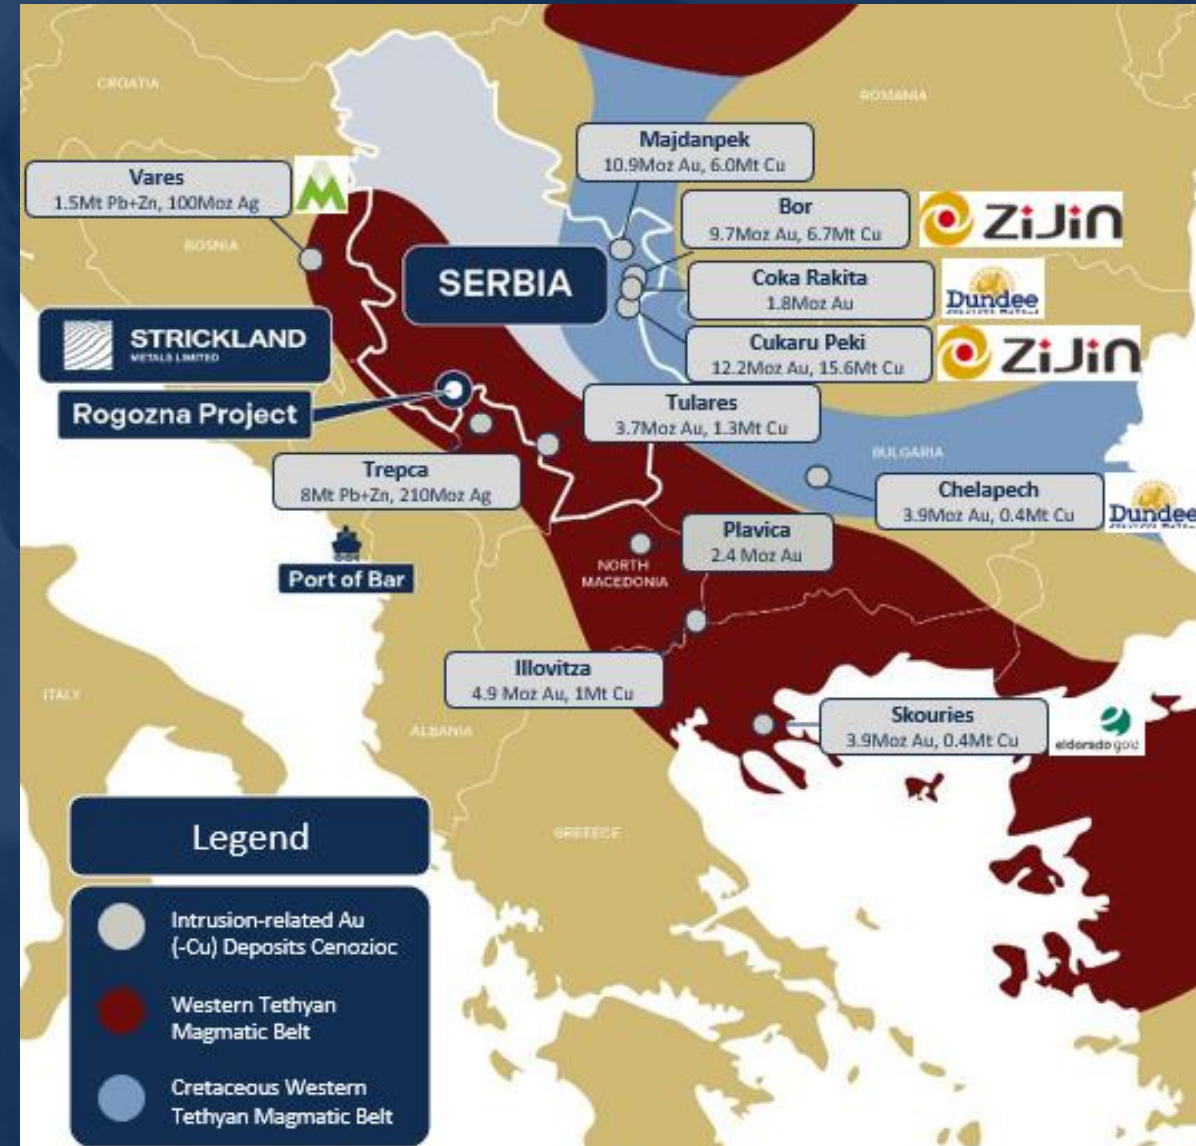 CROATIA
ROMANIA
Majdanpek
10.9Moz Au, 6.0Mt Cu
Vares
1.5Mt Pb+Zn, 100Moz Ag
Bor
9.7Moz Au, 6.7Mt Cu
ZiJin
BOSNIA
SERBIA
Coka Rakita
1.8Moz Au
Dundee
STRICKLAND
METALS LIMITED
Cukaru Peki
12.2Moz Au, 15.6Mt Cu
ZiJin
Rogozna Project
Tulares
3.7Moz Au, 1.3Mt Cu
BULGARIA
Trepca
8Mt Pb+Zn, 210Moz Ag
Chelapech
3.9Moz Au, 0.4Mt Cu
Dundee
Plavica
2.4 Moz Au
NORTH
MACEDONIA
Port of Bar
Illovitza
4.9 Moz Au, 1Mt Cu
ITALY
ALBANIA
Skouries
3.9Moz Au, 0.4Mt Cu
eldorado gold
GREECE
Legend
Intrusion-related Au
(-Cu) Deposits Cenozioc
Western Tethyan
Magmatic Belt
Cretaceous Western
Tethyan Magmatic Belt